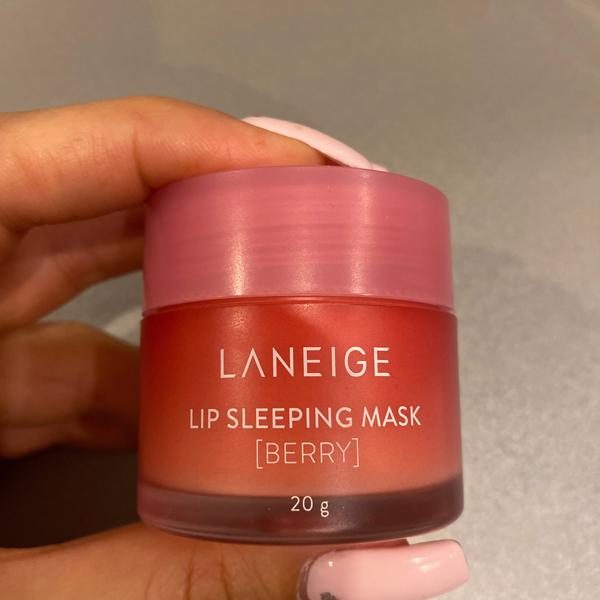 LANEIGE
LIP SLEEPING MASK
[BERRY]
20 g